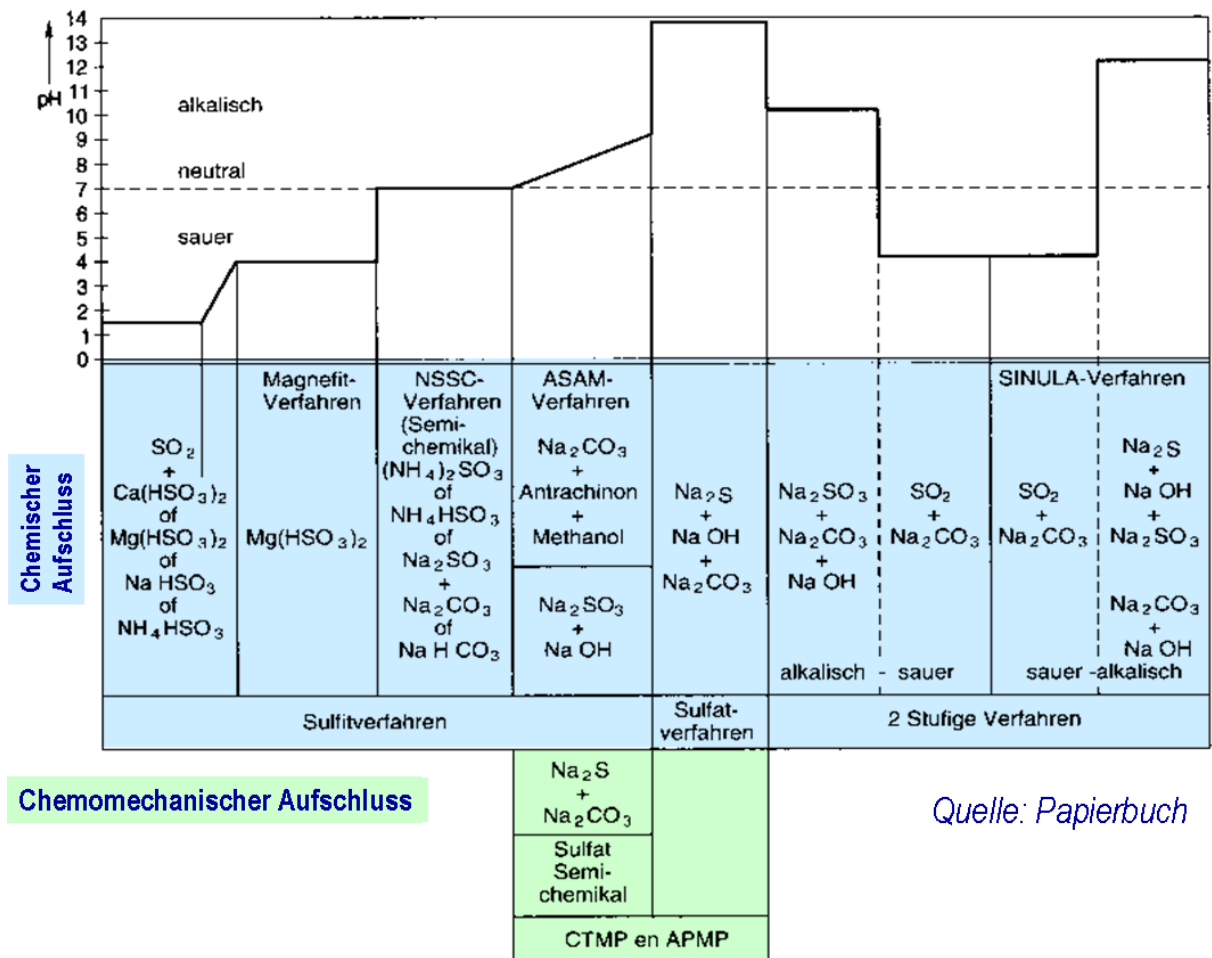 14
13
12
11
pH
10
9
8
7
6
5
4
3
2
1
0
alkalisch
neutral
sauer
Chemischer
Aufschluss
SO₂
+
Ca(HSO₃)₂
of
Mg(HSO₃)₂
of
Na HSO₃
of
NH₄HSO₃
Magnefit-
Verfahren
Mg(HSO₃)₂
NSSC-
Verfahren
(Semi-
chemikal)
(NH₄)₂SO₃
of
NH₄HSO₃
of
Na₂SO₃
+
Na₂CO₃
of
Na H CO₃
ASAM-
Verfahren
Na₂CO₃
+
Antrachinon
+
Methanol
Na₂SO₃
+
Na OH
Na₂S
+
Na OH
+
Na₂CO₃
Na₂SO₃
+
Na₂CO₃
+
Na OH
SO₂
+
Na₂CO₃
alkalisch - sauer
SINULA-Verfahren
SO₂
+
Na₂CO₃
Na₂S
+
Na OH
+
Na₂SO₃
Na₂CO₃
+
Na OH
sauer -alkalisch
Sulfitverfahren
Sulfat-
verfahren
2 Stufige Verfahren
Chemomechanischer Aufschluss
Na₂S
+
Na₂CO₃
Sulfat
Semi-
chemikal
CTMP en APMP
Quelle: Papierbuch